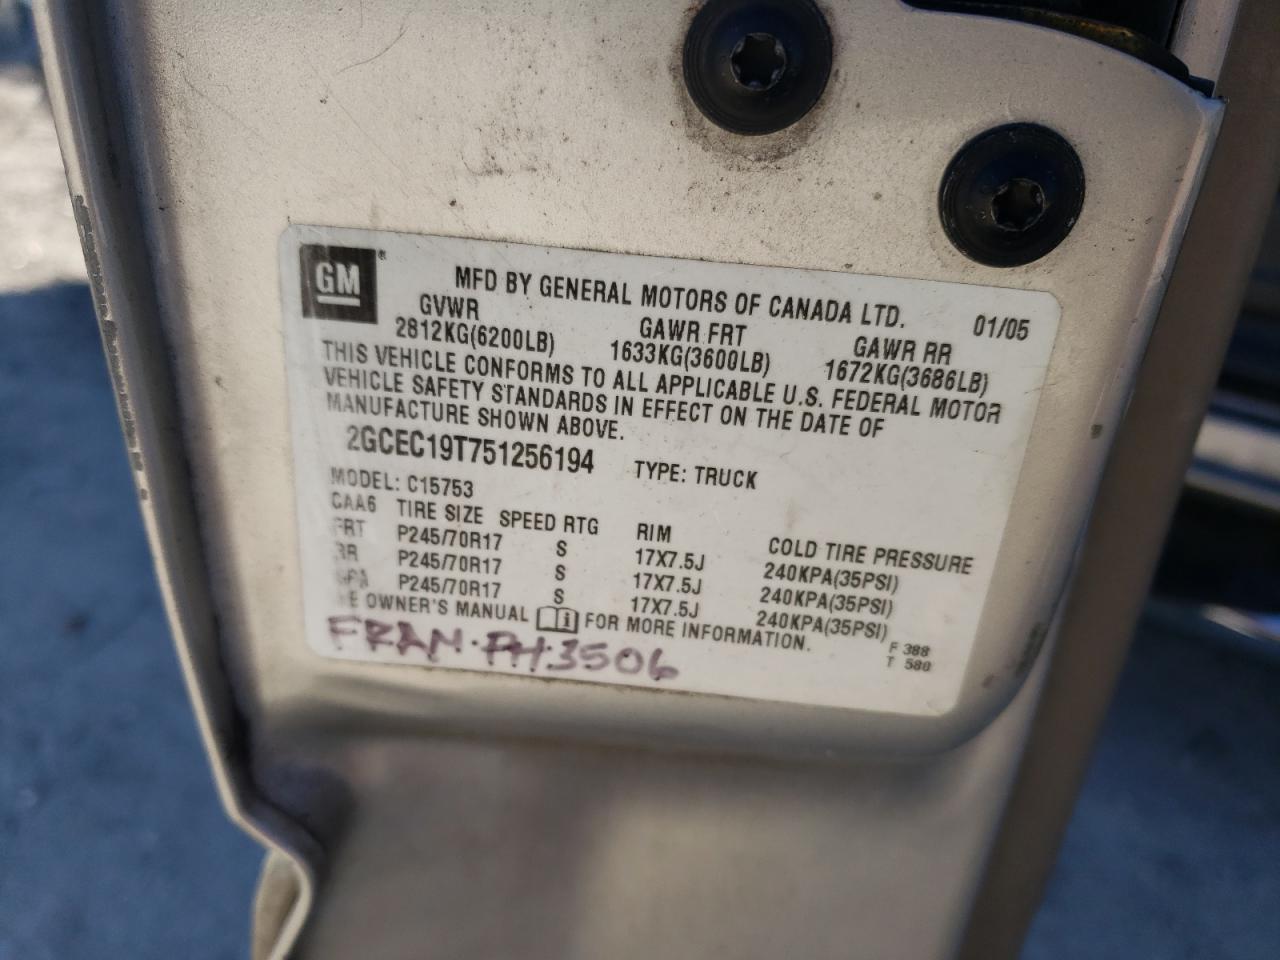 GM ®
MFD BY GENERAL MOTORS OF CANADA LTD. 01/05
GVWR GAWR FRT GAWR RR
2812KG(6200LB) 1633KG(3600LB) 1672KG(3686LB)
THIS VEHICLE CONFORMS TO ALL APPLICABLE U.S. FEDERAL MOTOR
VEHICLE SAFETY STANDARDS IN EFFECT ON THE DATE OF
MANUFACTURE SHOWN ABOVE.
2GCEC19T751256194 TYPE: TRUCK
MODEL: C15753
CAA6 TIRE SIZE SPEED RTG RIM COLD TIRE PRESSURE
FRT P245/70R17 S 17X7.5J 240KPA(35PSI)
RR P245/70R17 S 17X7.5J 240KPA(35PSI)
P245/70R17 S 17X7.5J 240KPA(35PSI)
OWNER'S MANUAL FOR MORE INFORMATION.
F 388
T 580
FRAM.PH.3506